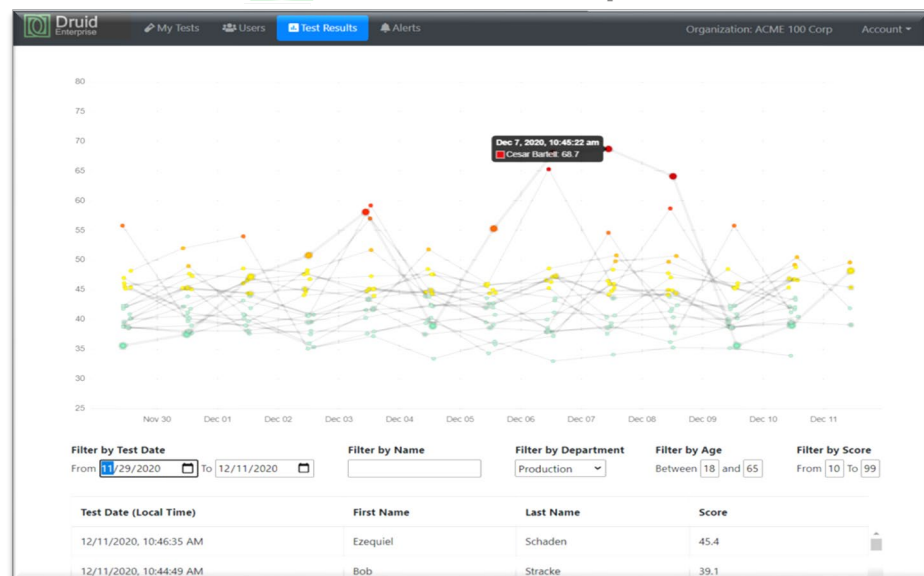 Druid
Enterprise
My Tests Users Test Results Alerts Organization: ACME 100 Corp Account
80
75
70
Dec 7, 2020, 10:45:22 am
Cesar Bartell: 68.7
65
60
55
50
45
40
35
30
25
Nov 30 Dec 01 Dec 02 Dec 03 Dec 04 Dec 05 Dec 06 Dec 07 Dec 08 Dec 09 Dec 10 Dec 11
Filter by Test Date Filter by Name Filter by Department Filter by Age Filter by Score
From 11/29/2020 To 12/11/2020 Production Between 18 and 65 From 10 To 99
Test Date (Local Time) First Name Last Name Score
12/11/2020, 10:46:35 AM Ezequiel Schaden 45.4
12/11/2020, 10:44:49 AM Bob Stracke 39.1